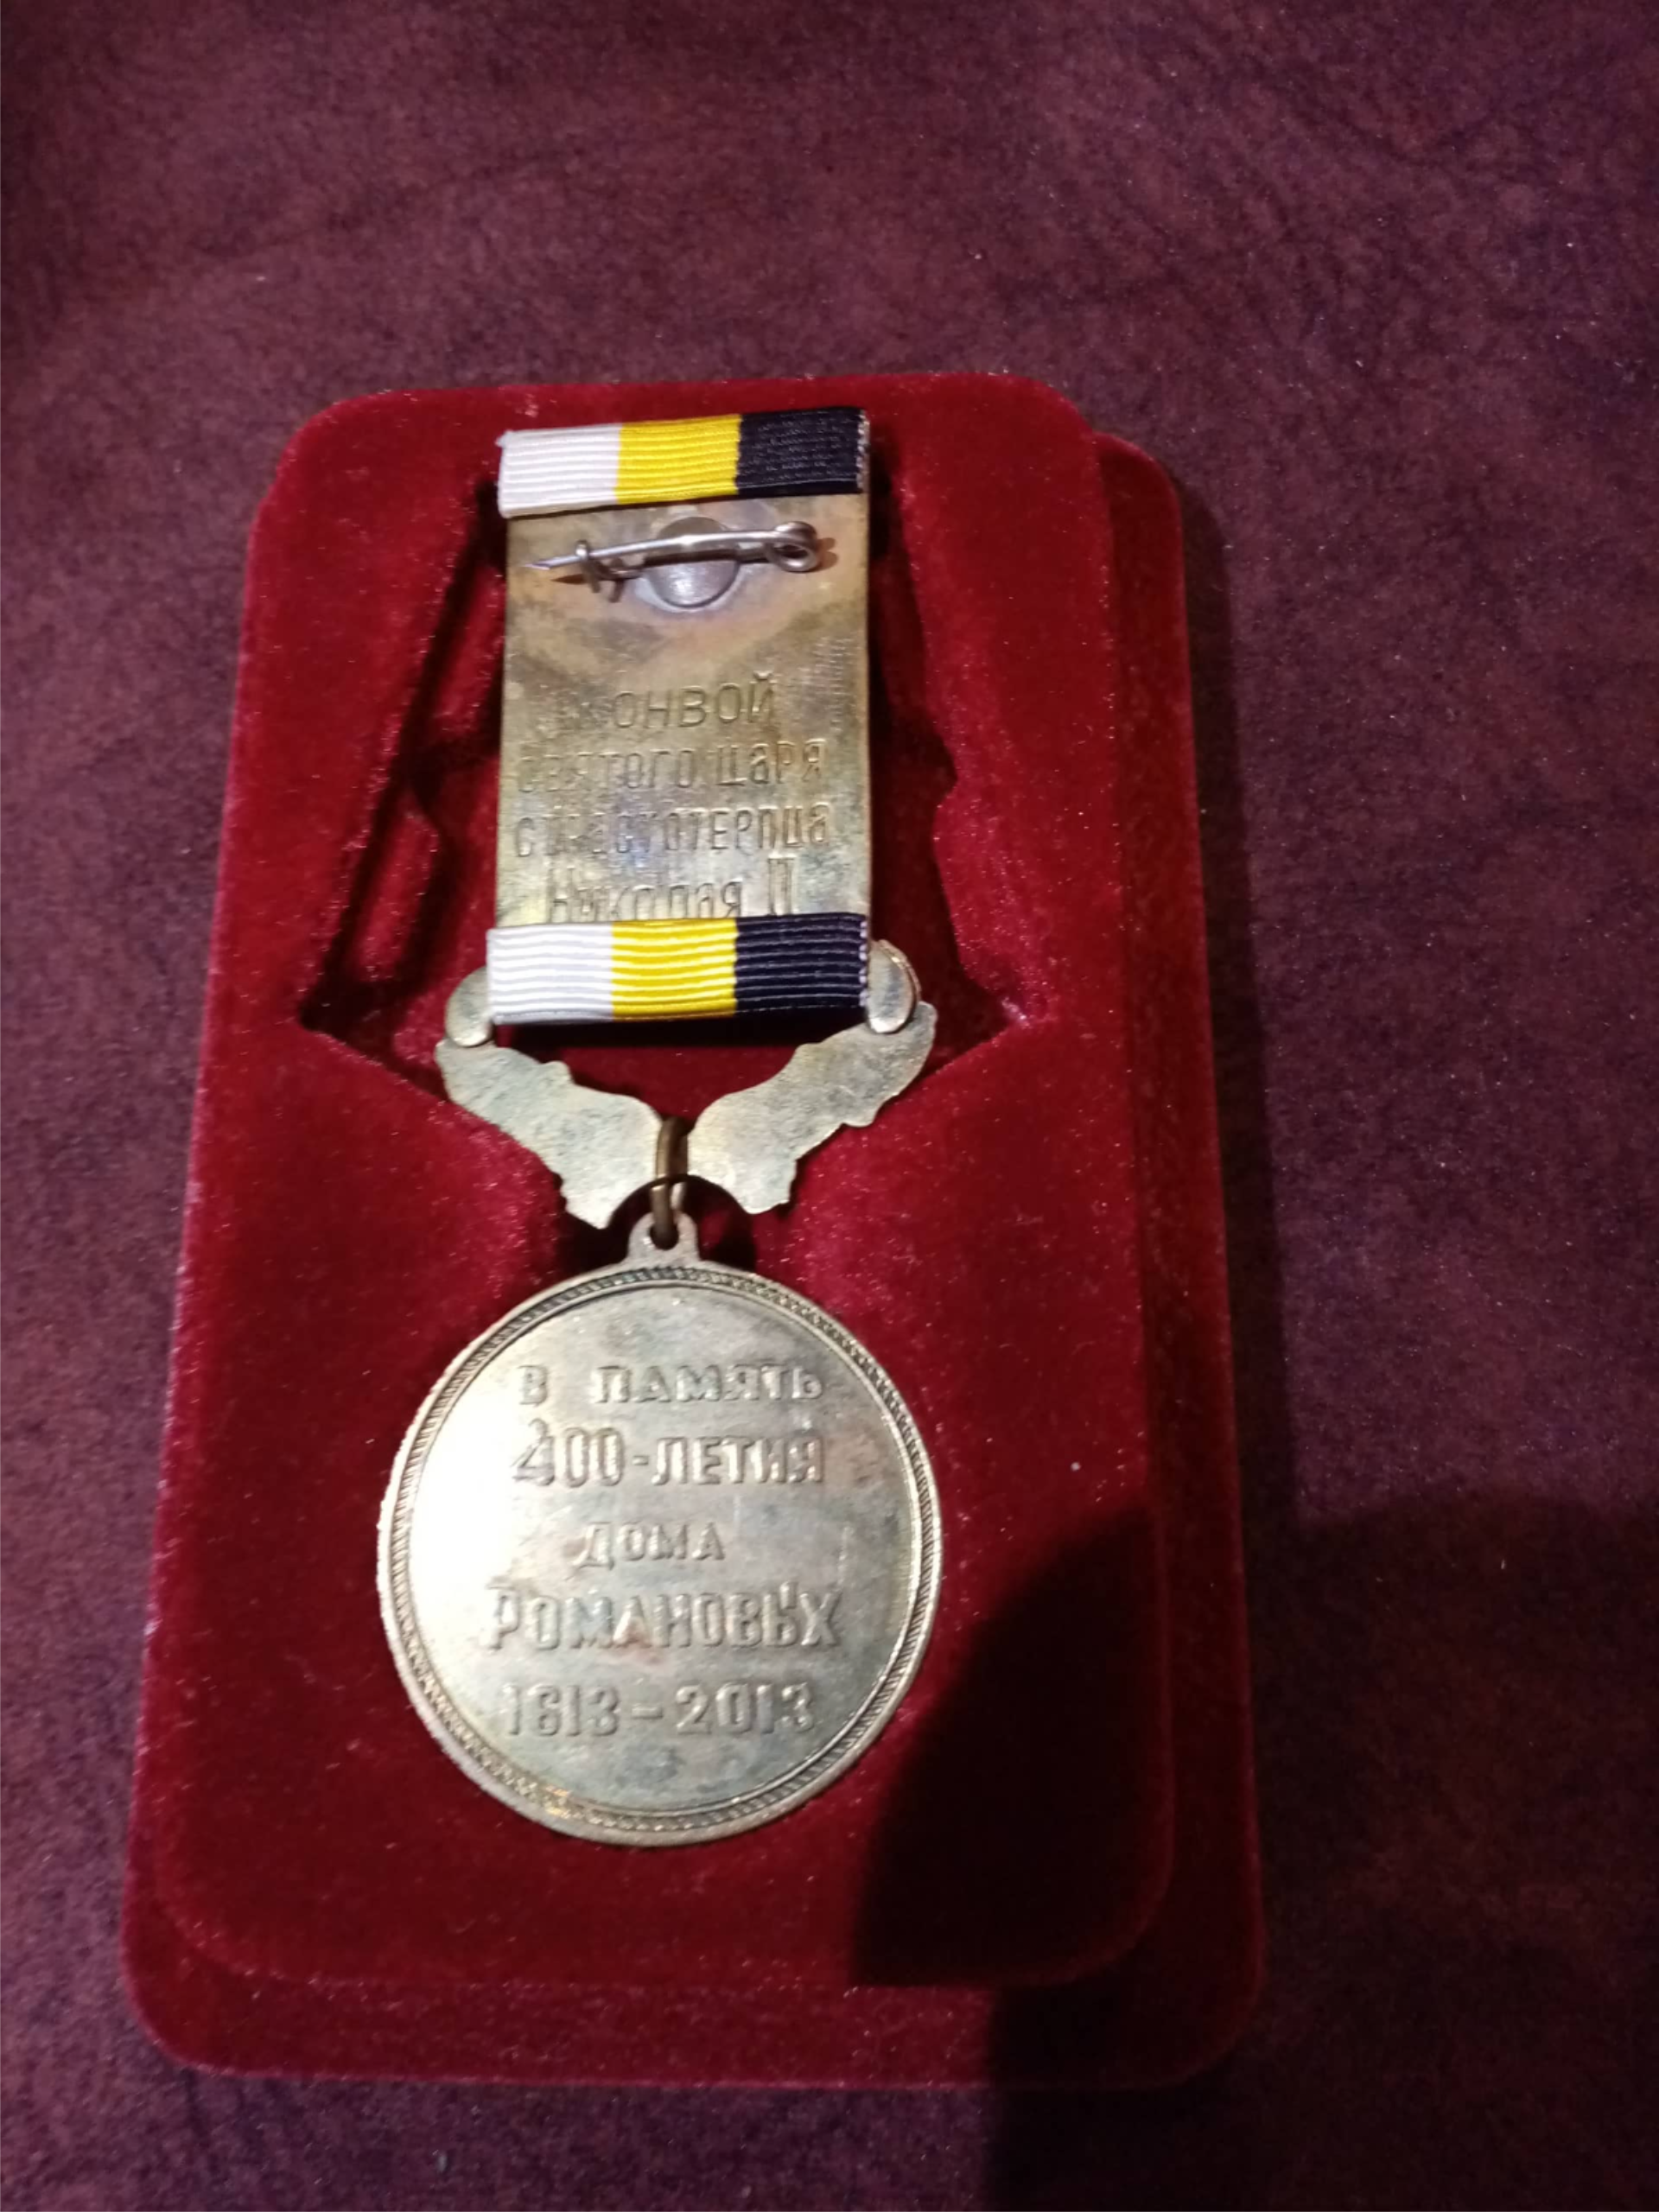 КОНВОЙ
СВЯТОГО ЦАРЯ
СТРАСТОТЕРПЦА
НИКОЛАЯ II
В ПАМЯТЬ
400-ЛЕТИЯ
ДОМА
РОМАНОВЫХ
1613-2013